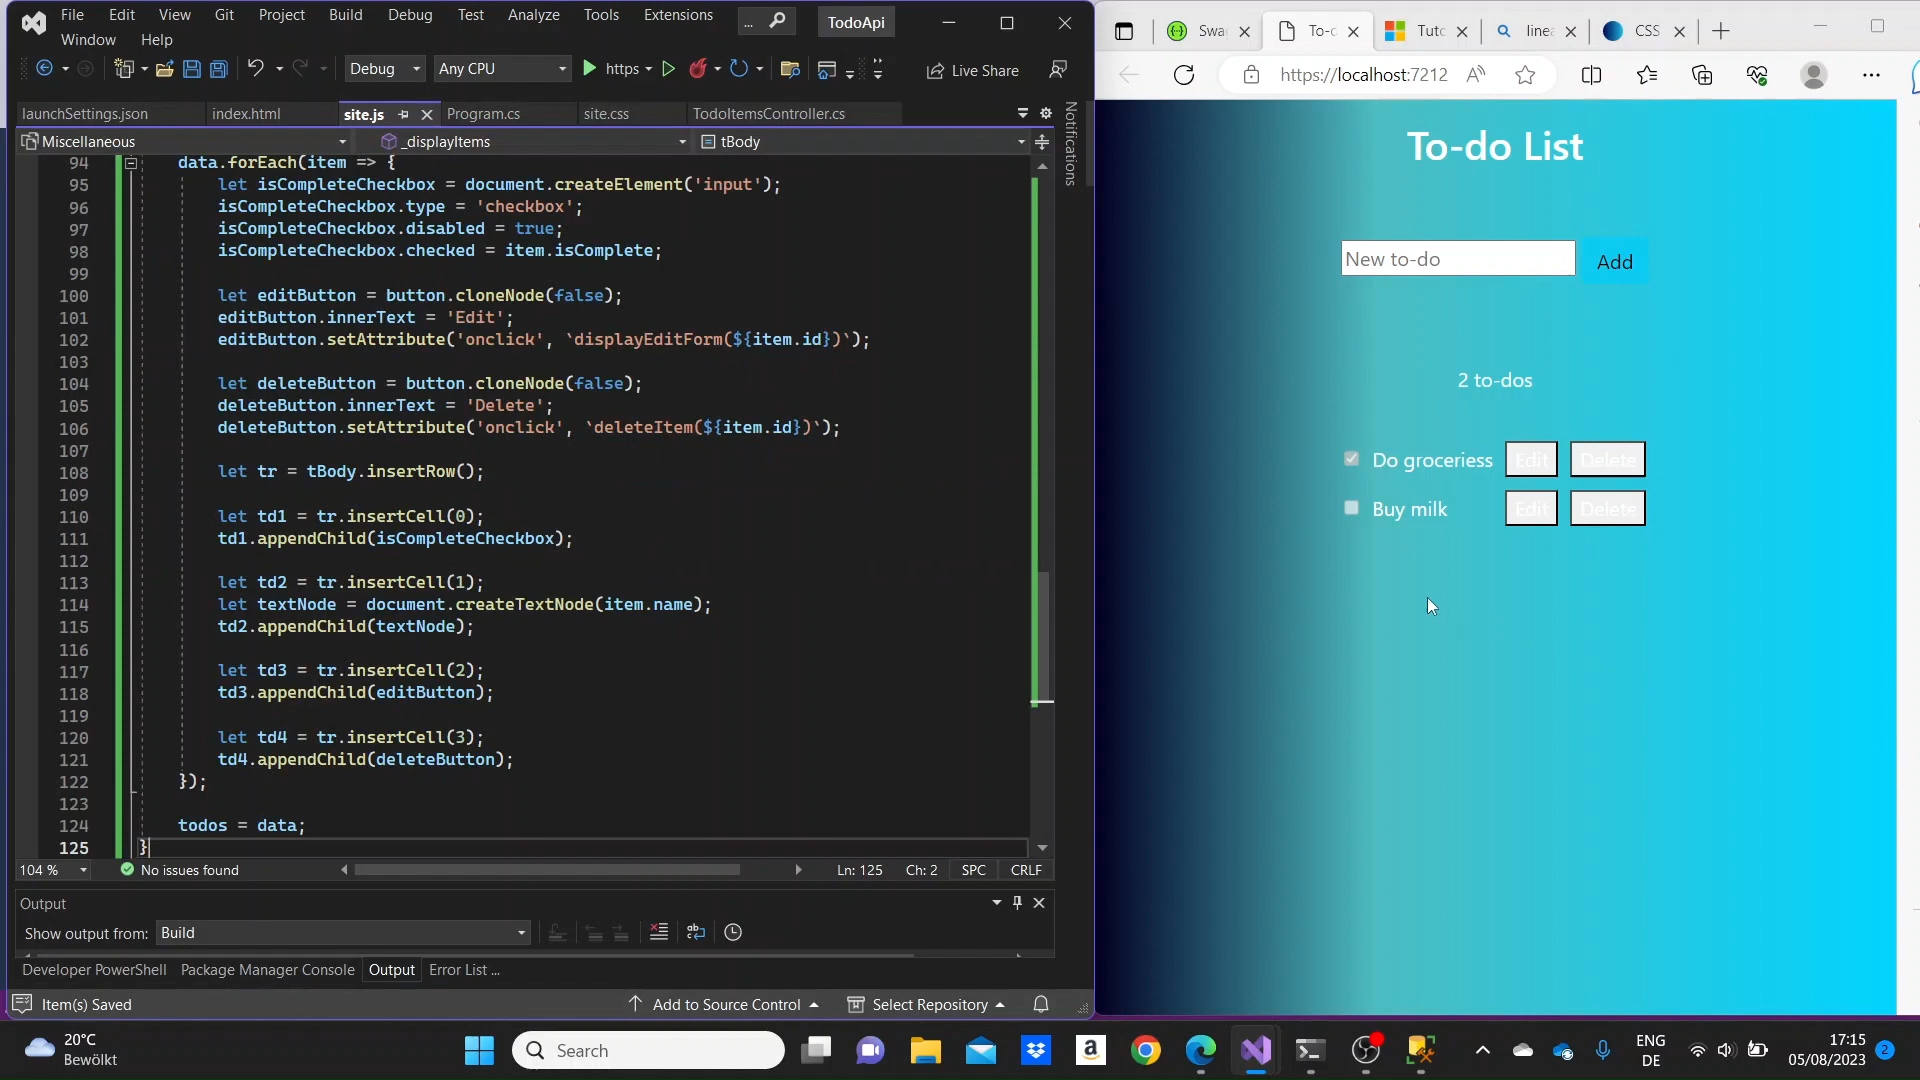 File Edit View Git Project Build Debug Test Analyze Tools Extensions ... TodoApi
Window Help
Debug Any CPU https Live Share
launchSettings.json index.html site.js Program.cs site.css TodoItemsController.cs
Miscellaneous _displayItems tBody
Notifications
94 data.forEach(item => {
95 let isCompleteCheckbox = document.createElement('input');
96 isCompleteCheckbox.type = 'checkbox';
97 isCompleteCheckbox.disabled = true;
98 isCompleteCheckbox.checked = item.isComplete;
99
100 let editButton = button.cloneNode(false);
101 editButton.innerText = 'Edit';
102 editButton.setAttribute('onclick', `displayEditForm(${item.id})`);
103
104 let deleteButton = button.cloneNode(false);
105 deleteButton.innerText = 'Delete';
106 deleteButton.setAttribute('onclick', `deleteItem(${item.id})`);
107
108 let tr = tBody.insertRow();
109
110 let td1 = tr.insertCell(0);
111 td1.appendChild(isCompleteCheckbox);
112
113 let td2 = tr.insertCell(1);
114 let textNode = document.createTextNode(item.name);
115 td2.appendChild(textNode);
116
117 let td3 = tr.insertCell(2);
118 td3.appendChild(editButton);
119
120 let td4 = tr.insertCell(3);
121 td4.appendChild(deleteButton);
122 });
123
124 todos = data;
125 }
104 % No issues found Ln: 125 Ch: 2 SPC CRLF
Output
Show output from: Build
Developer PowerShell Package Manager Console Output Error List ...
Item(s) Saved Add to Source Control Select Repository
Swa To-d Tuto linea CSS
https://localhost:7212
To-do List
New to-do Add
2 to-dos
Do groceriess Edit Delete
Buy milk Edit Delete
20°C
Bewölkt
Search
ENG
DE
17:15
05/08/2023
2